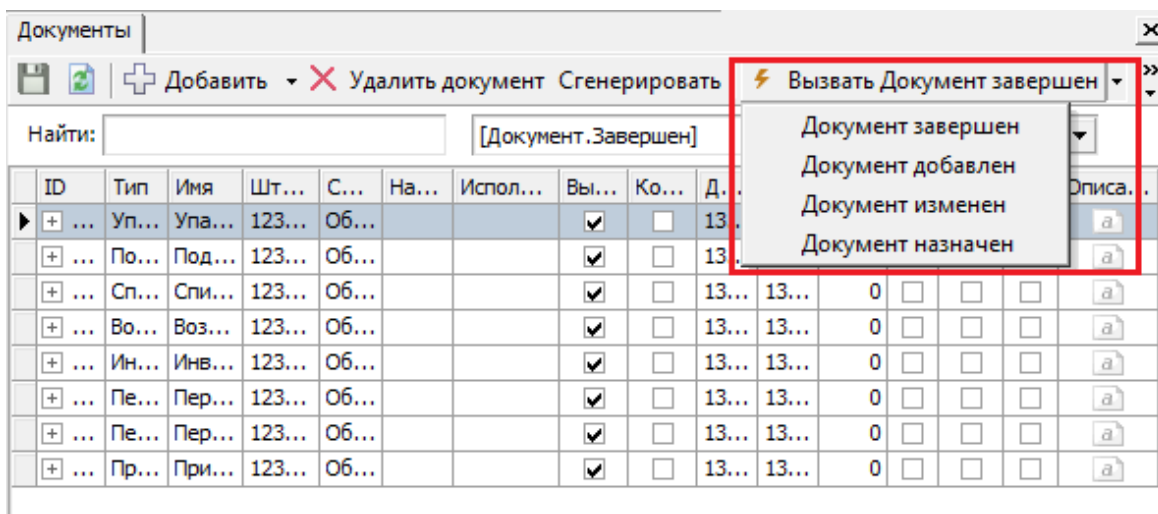 Документы
Добавить Удалить документ Сгенерировать Вызвать Документ завершен
Найти: [Документ.Завершен]
Документ завершен
Документ добавлен
Документ изменен
Документ назначен
ID Тип Имя Шт... С... На... Испол... Вы... Ко... Д... Описа...
... Уп... Упа... 123... Об... 13... a
... По... Под... 123... Об... 13... a
... Сп... Спи... 123... Об... 13... 13... 0 a
... Во... Воз... 123... Об... 13... 13... 0 a
... Ин... Инв... 123... Об... 13... 13... 0 a
... Пе... Пер... 123... Об... 13... 13... 0 a
... Пе... Пер... 123... Об... 13... 13... 0 a
... Пр... При... 123... Об... 13... 13... 0 a